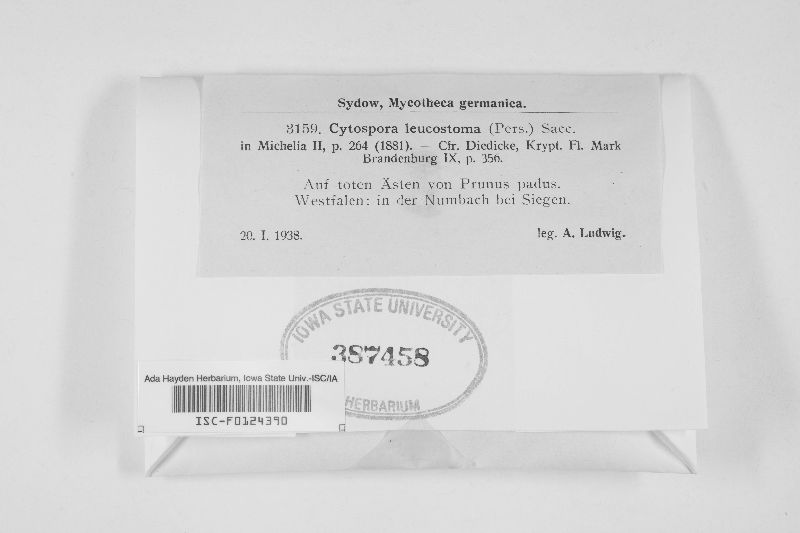 Sydow, Mycotheca germanica.
3159. Cytospora leucostoma (Pers.) Sacc.
in Michelia II, p. 264 (1881). — Cfr. Diedicke, Krypt. Fl. Mark
Brandenburg IX, p. 356.
Auf toten Ästen von Prunus padus.
Westfalen: in der Numbach bei Siegen.
20. I. 1938. leg. A. Ludwig.
IOWA STATE UNIVERSITY
387458
HERBARIUM
Ada Hayden Herbarium, Iowa State Univ.-ISC/IA
ISC-F0124390